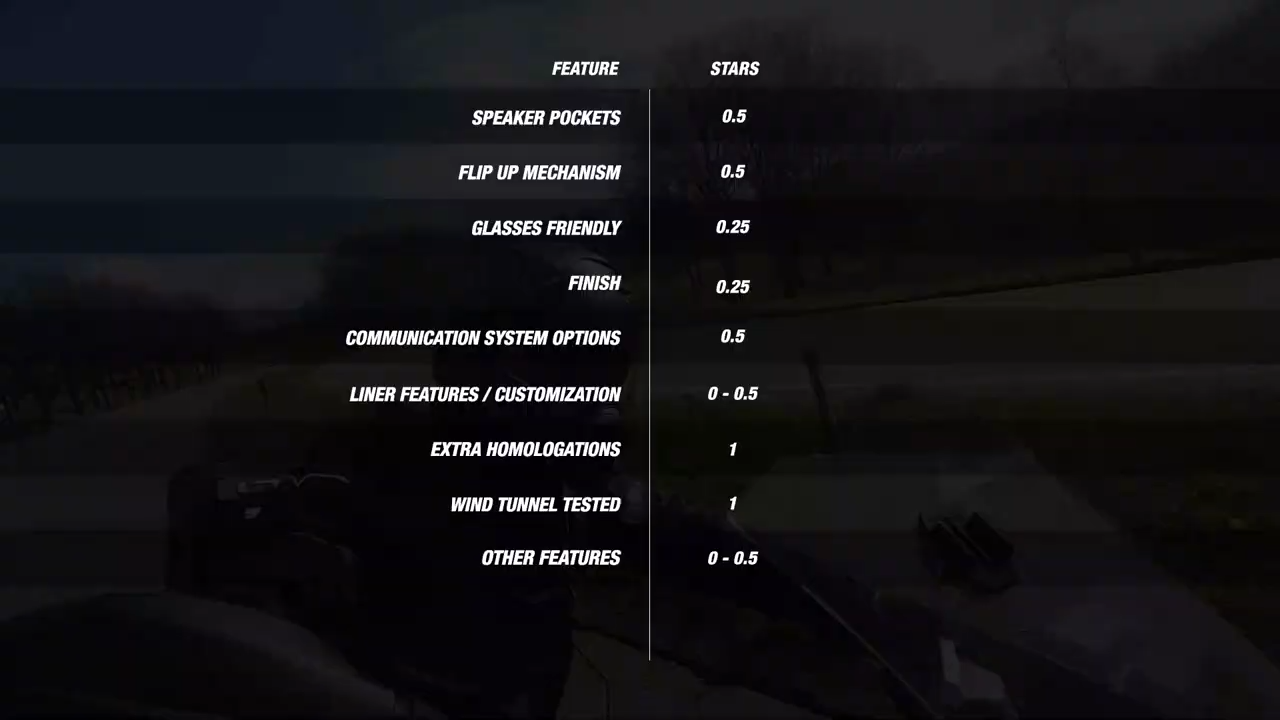 FEATURE STARS
SPEAKER POCKETS 0.5
FLIP UP MECHANISM 0.5
GLASSES FRIENDLY 0.25
FINISH 0.25
COMMUNICATION SYSTEM OPTIONS 0.5
LINER FEATURES / CUSTOMIZATION 0 - 0.5
EXTRA HOMOLOGATIONS 1
WIND TUNNEL TESTED 1
OTHER FEATURES 0 - 0.5